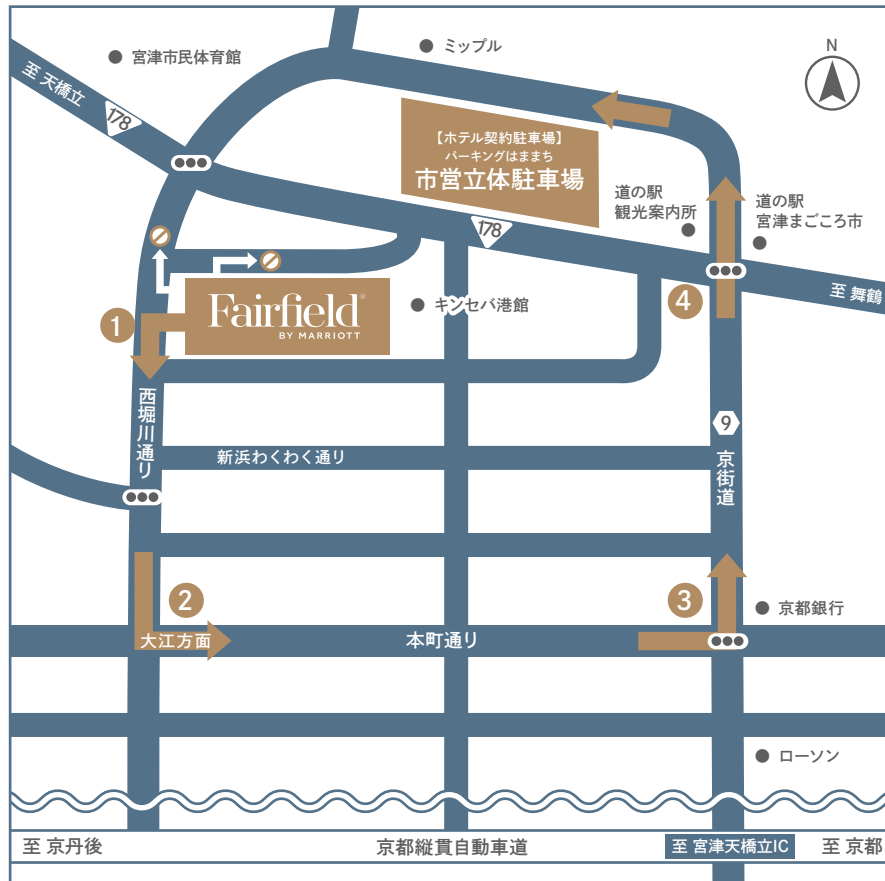 N
ミップル
宮津市民体育館
至 天橋立
178
【ホテル契約駐車場】
パーキングはままち
市営立体駐車場
道の駅
観光案内所
道の駅
宮津まごころ市
178
至 舞鶴
4
1
Fairfield
BY MARRIOTT
キンセバ港館
西堀川通り
新浜わくわく通り
9
京街道
2
3
京都銀行
大江方面
本町通り
ローソン
至 京丹後
京都縦貫自動車道
至 宮津天橋立IC
至 京都